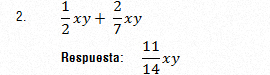 2. 1/2 xy + 2/7 xy
Respuesta: 11/14 xy